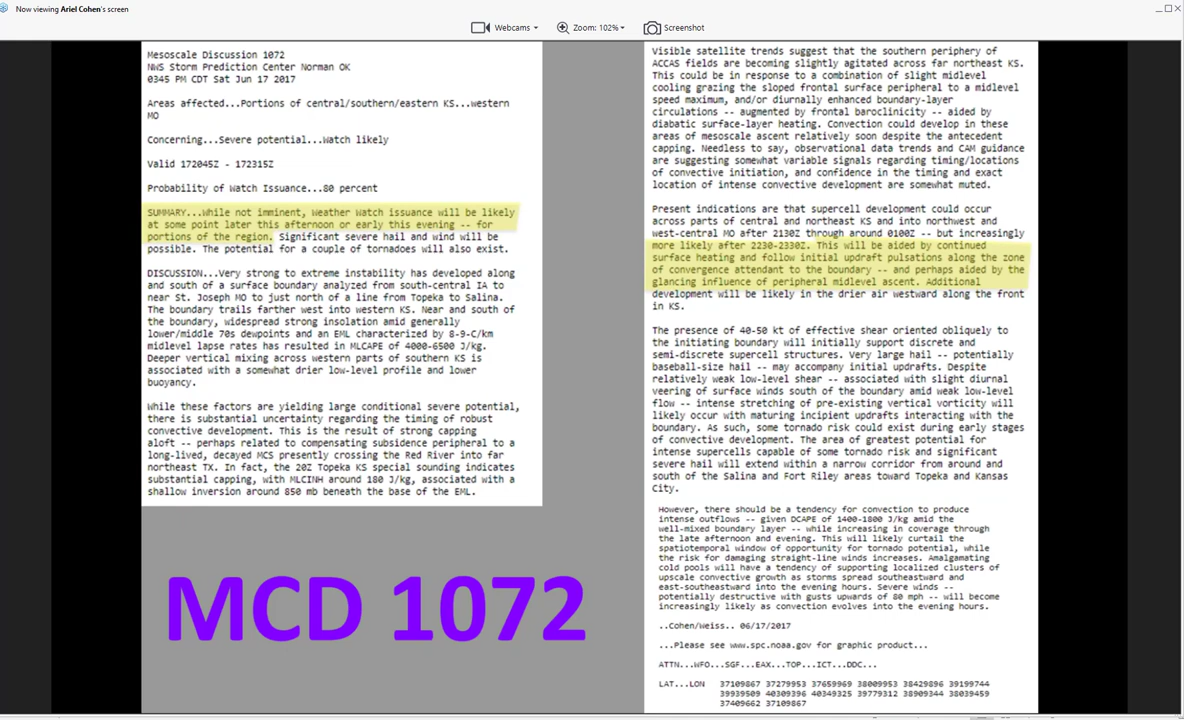 Now viewing Ariel Cohen's screen
Webcams
Zoom: 102%
Screenshot
Mesoscale Discussion 1072
NWS Storm Prediction Center Norman OK
0345 PM CDT Sat Jun 17 2017
Areas affected...Portions of central/southern/eastern KS...western
MO
Concerning...Severe potential...Watch likely
Valid 172045Z - 172315Z
Probability of Watch Issuance...80 percent
SUMMARY...While not imminent, Weather Watch issuance will be likely
at some point later this afternoon or early this evening -- for
portions of the region. Significant severe hail and wind will be
possible. The potential for a couple of tornadoes will also exist.
DISCUSSION...Very strong to extreme instability has developed along
and south of a surface boundary analyzed from south-central IA to
near St. Joseph MO to just north of a line from Topeka to Salina.
The boundary trails farther west into western KS. Near and south of
the boundary, widespread strong insolation amid generally
lower/middle 70s dewpoints and an EML characterized by 8-9-C/km
midlevel lapse rates has resulted in MLCAPE of 4000-6500 J/kg.
Deeper vertical mixing across western parts of southern KS is
associated with a somewhat drier low-level profile and lower
buoyancy.
While these factors are yielding large conditional severe potential,
there is substantial uncertainty regarding the timing of robust
convective development. This is the result of strong capping
aloft -- perhaps related to compensating subsidence peripheral to a
long-lived, decayed MCS presently crossing the Red River into far
northeast TX. In fact, the 20Z Topeka KS special sounding indicates
substantial capping, with MLCINH around 180 J/kg, associated with a
shallow inversion around 850 mb beneath the base of the EML.
MCD 1072
Visible satellite trends suggest that the southern periphery of
ACCAS fields are becoming slightly agitated across far northeast KS.
This could be in response to a combination of slight midlevel
cooling grazing the sloped frontal surface peripheral to a midlevel
speed maximum, and/or diurnally enhanced boundary-layer
circulations -- augmented by frontal baroclinicity -- aided by
diabatic surface-layer heating. Convection could develop in these
areas of mesoscale ascent relatively soon despite the antecedent
capping. Needless to say, observational data trends and CAM guidance
are suggesting somewhat variable signals regarding timing/locations
of convective initiation, and confidence in the timing and exact
location of intense convective development are somewhat muted.
Present indications are that supercell development could occur
across parts of central and northeast KS and into northwest and
west-central MO after 2130Z through around 0100Z -- but increasingly
more likely after 2230-2330Z. This will be aided by continued
surface heating and follow initial updraft pulsations along the zone
of convergence attendant to the boundary -- and perhaps aided by the
glancing influence of peripheral midlevel ascent. Additional
development will be likely in the drier air westward along the front
in KS.
The presence of 40-50 kt of effective shear oriented obliquely to
the initiating boundary will initially support discrete and
semi-discrete supercell structures. Very large hail -- potentially
baseball-size hail -- may accompany initial updrafts. Despite
relatively weak low-level shear -- associated with slight diurnal
veering of surface winds south of the boundary amid weak low-level
flow -- intense stretching of pre-existing vertical vorticity will
likely occur with maturing incipient updrafts interacting with the
boundary. As such, some tornado risk could exist during early stages
of convective development. The area of greatest potential for
intense supercells capable of some tornado risk and significant
severe hail will extend within a narrow corridor from around and
south of the Salina and Fort Riley areas toward Topeka and Kansas
City.
However, there should be a tendency for convection to produce
intense outflows -- given DCAPE of 1400-1800 J/kg amid the
well-mixed boundary layer -- while increasing in coverage through
the late afternoon and evening. This will likely curtail the
spatiotemporal window of opportunity for tornado potential, while
the risk for damaging straight-line winds increases. Amalgamating
cold pools will have a tendency of supporting localized clusters of
upscale convective growth as storms spread southeastward and
east-southeastward into the evening hours. Severe winds --
potentially destructive with gusts upwards of 80 mph -- will become
increasingly likely as convection evolves into the evening hours.
..Cohen/Weiss.. 06/17/2017
...Please see www.spc.noaa.gov for graphic product...
ATTN...WFO...SGF...EAX...TOP...ICT...DDC...
LAT...LON 37109867 37279953 37659969 38009953 38429896 39199744
39939509 40309396 40349325 39779312 38909344 38039459
37409662 37109867